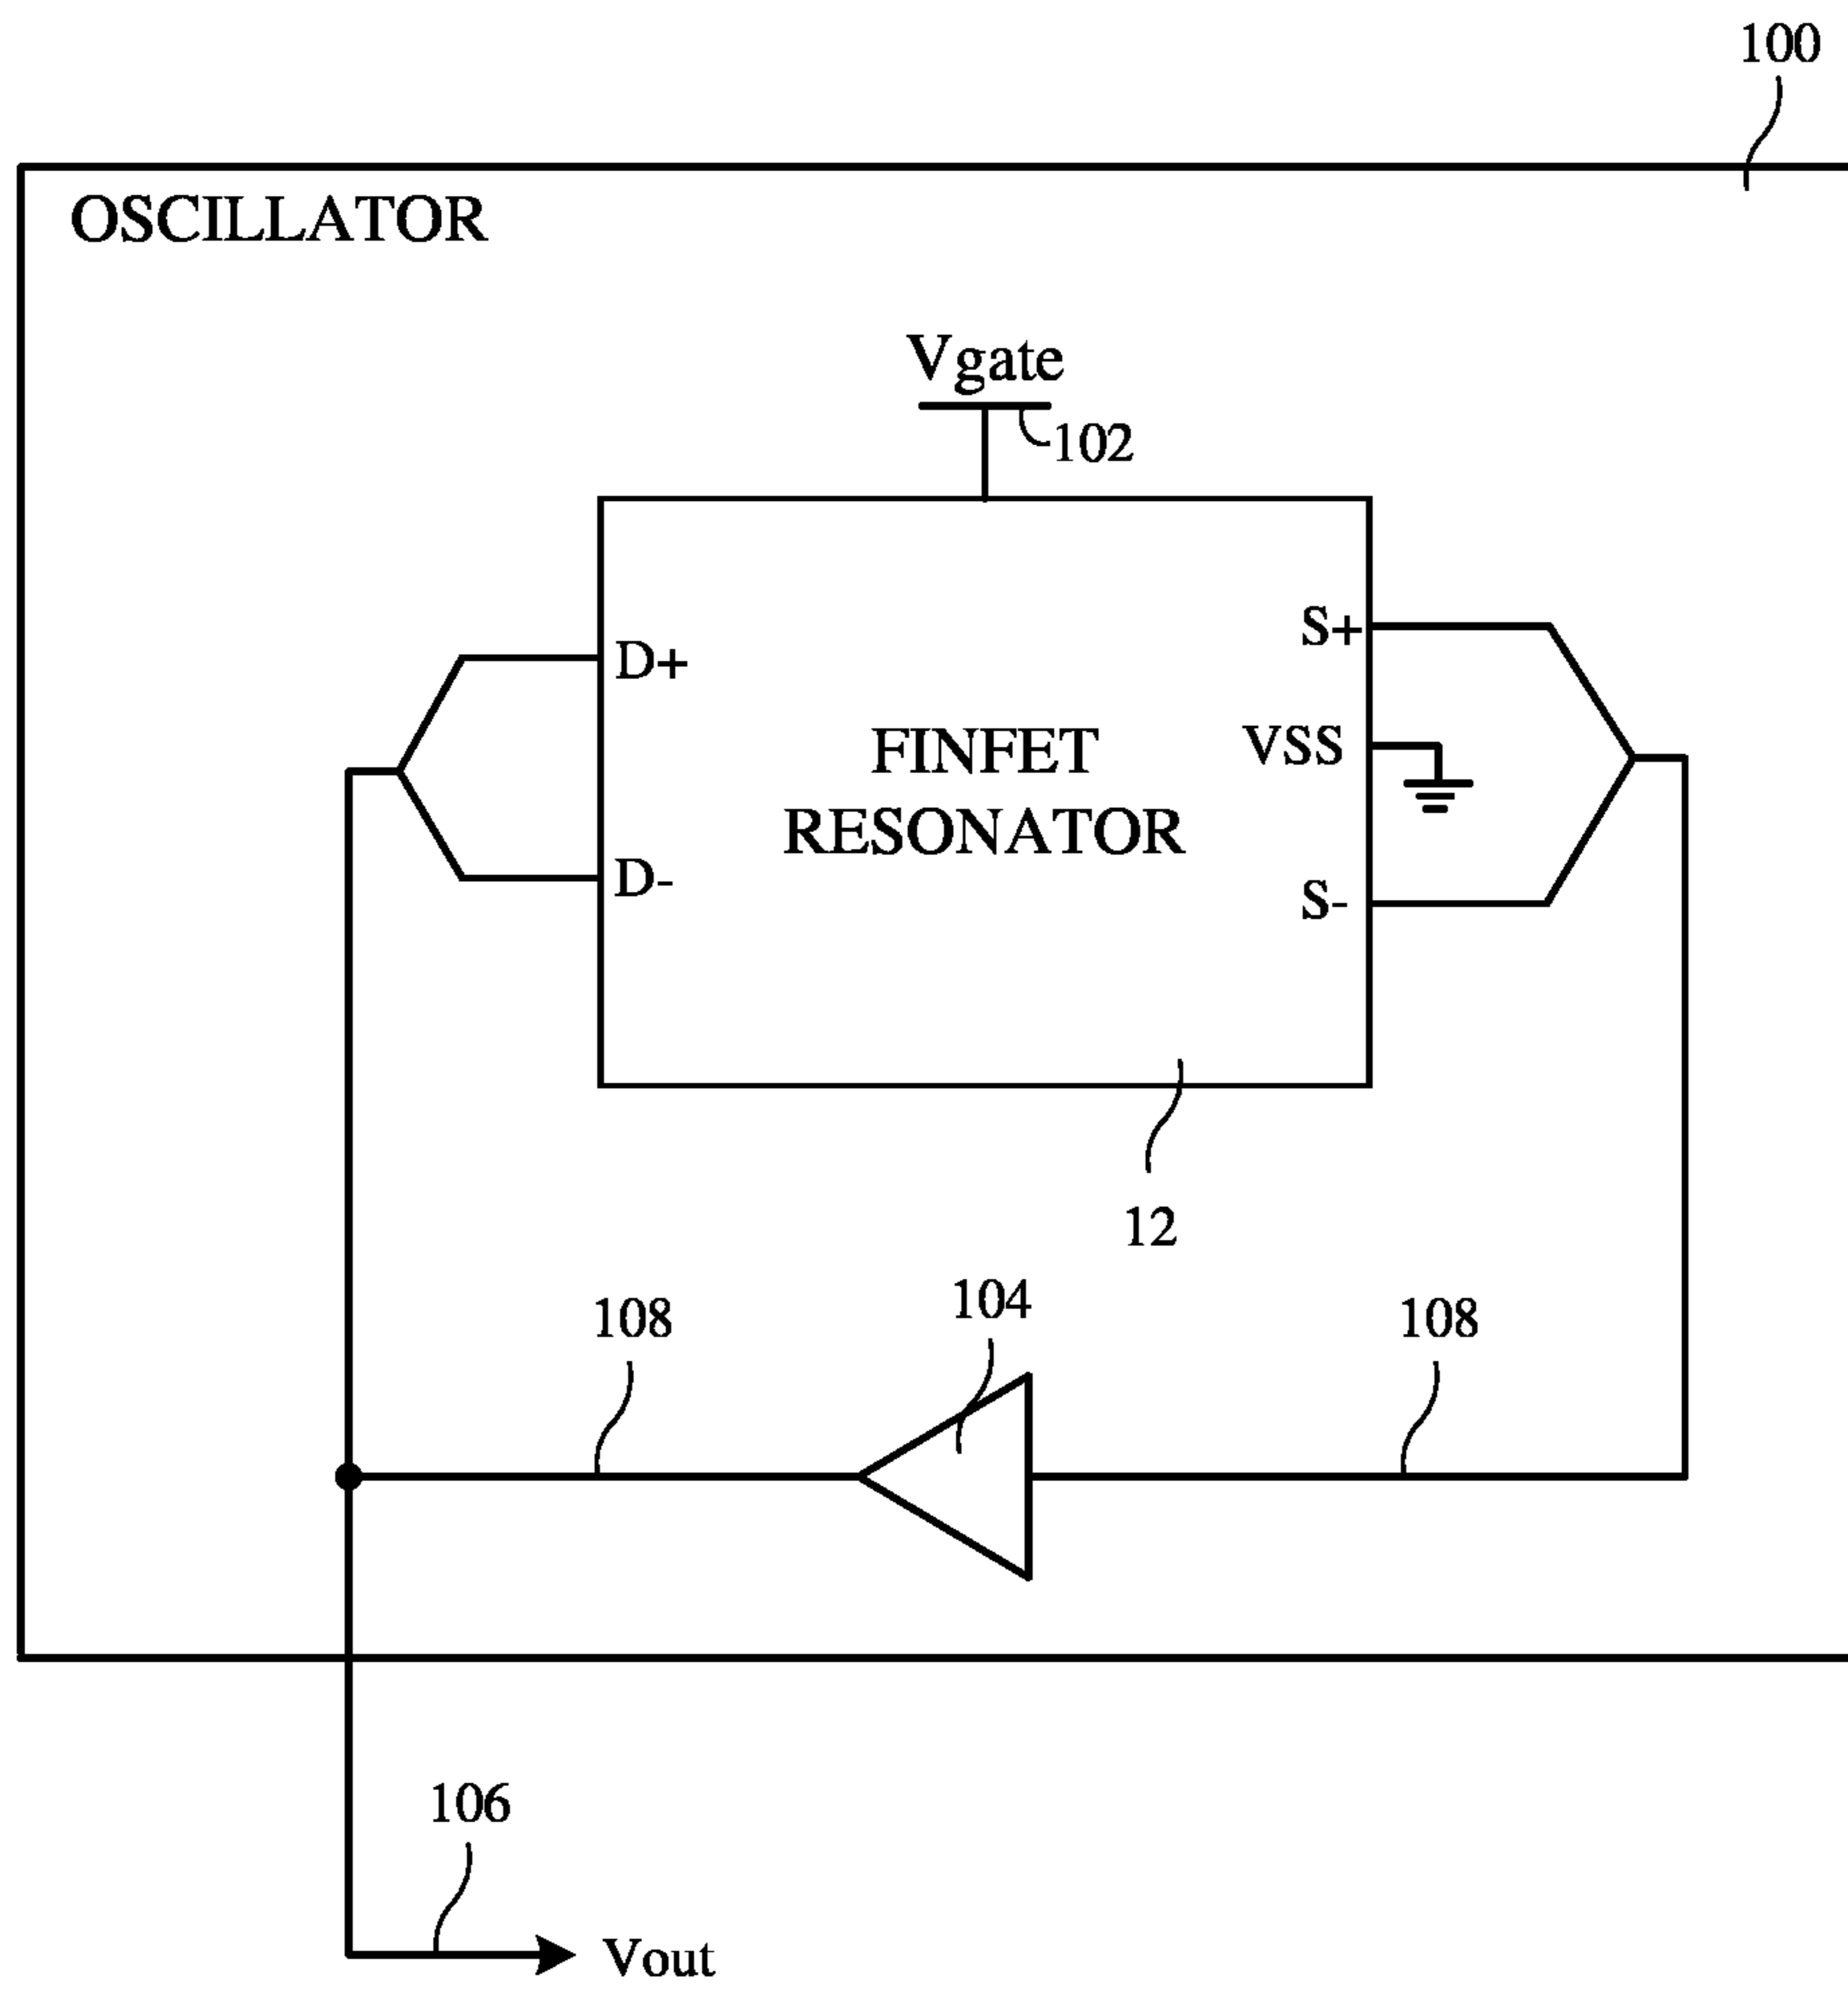 100
OSCILLATOR
Vgate
102
D+
S+
FINFET
RESONATOR
VSS
D-
S-
12
108
104
108
106
Vout